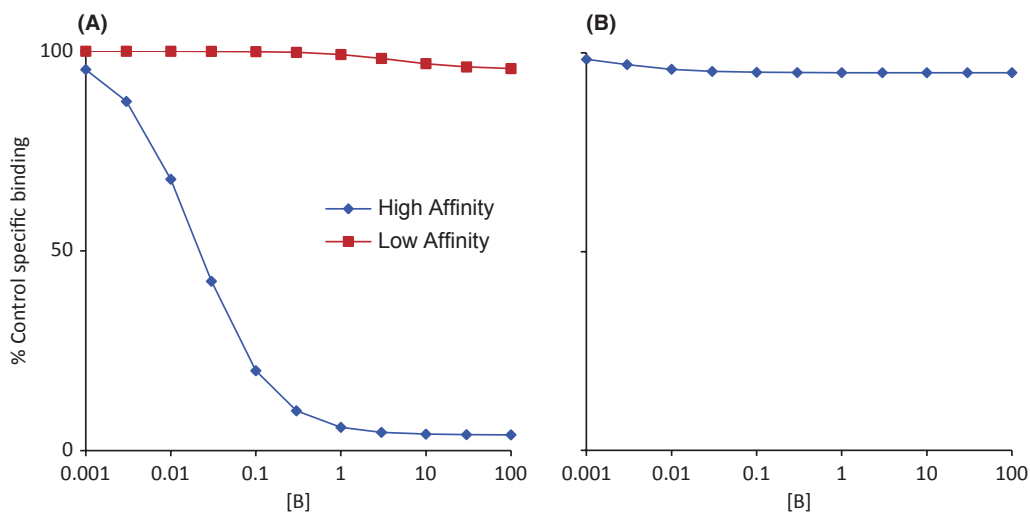 (A)
(B)
% Control specific binding
100
50
0
High Affinity
Low Affinity
0.001 0.01 0.1 1 10 100
[B]
0.001 0.01 0.1 1 10 100
[B]